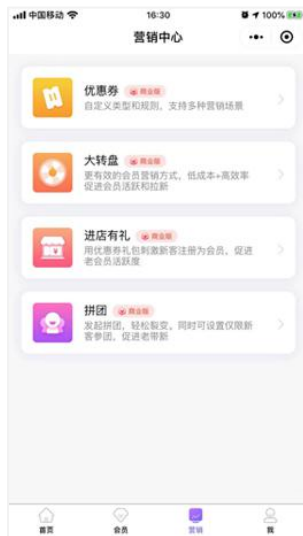 中国移动 16:30 100%
营销中心
优惠券 商业版
自定义类型和规则，支持多种营销场景
大转盘 商业版
更有效的会员营销方式，低成本+高效率
促进会员活跃和拉新
进店有礼 商业版
用优惠券礼包刺激新客注册为会员，促进
老会员活跃度
拼团 商业版
发起拼团，轻松裂变。同时可设置仅限新
客参团，促进老带新
首页 会员 营销 我